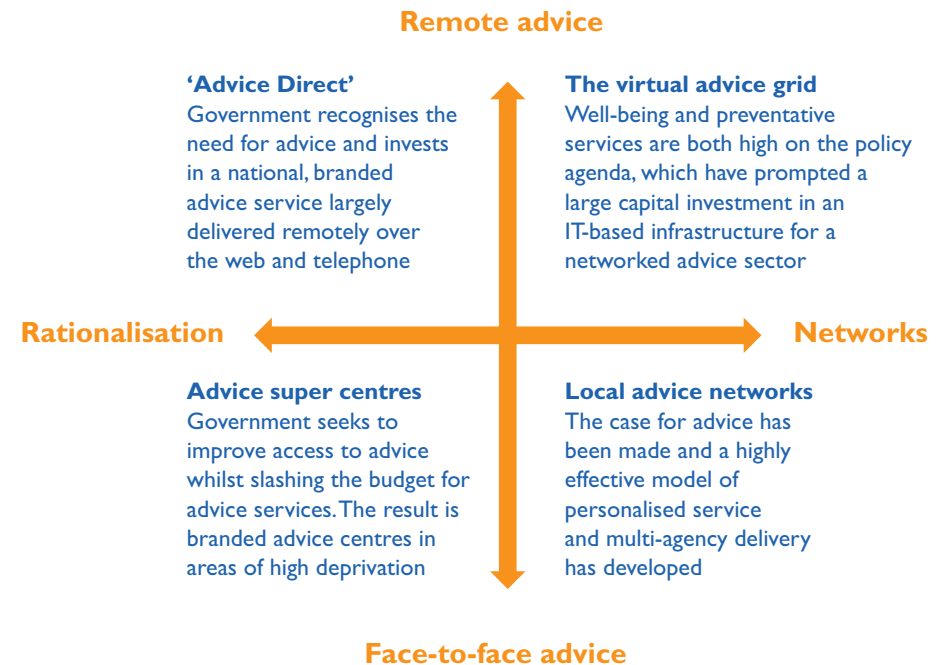 Remote advice
‘Advice Direct’
Government recognises the
need for advice and invests
in a national, branded
advice service largely
delivered remotely over
the web and telephone
The virtual advice grid
Well-being and preventative
services are both high on the policy
agenda, which have prompted a
large capital investment in an
IT-based infrastructure for a
networked advice sector
Rationalisation
Networks
Advice super centres
Government seeks to
improve access to advice
whilst slashing the budget for
advice services. The result is
branded advice centres in
areas of high deprivation
Local advice networks
The case for advice has
been made and a highly
effective model of
personalised service
and multi-agency delivery
has developed
Face-to-face advice